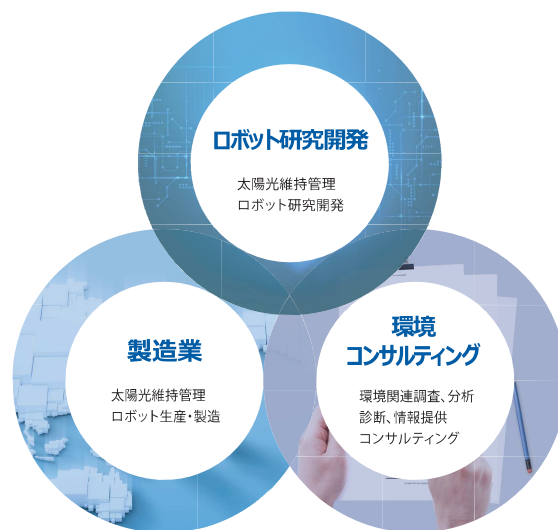 ロボット研究開発
太陽光維持管理
ロボット研究開発
製造業
太陽光維持管理
ロボット生産・製造
環境
コンサルティング
環境関連調査、分析
診断、情報提供
コンサルティング